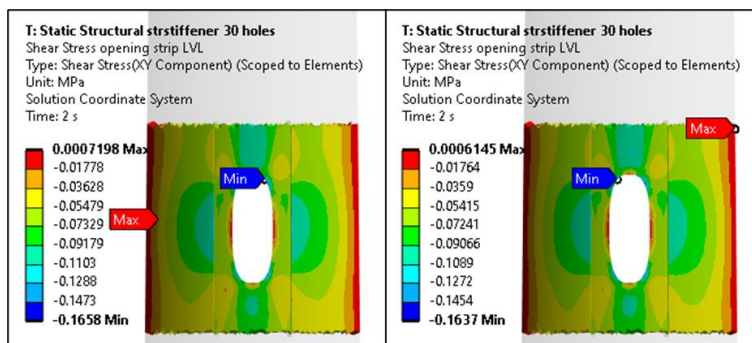 T: Static Structural strstiffener 30 holes
Shear Stress opening strip LVL
Type: Shear Stress(XY Component) (Scoped to Elements)
Unit: MPa
Solution Coordinate System
Time: 2 s
0.0007198 Max
-0.01778
-0.03628
-0.05479
-0.07329
-0.09179
-0.1103
-0.1288
-0.1473
-0.1658 Min
Min
Max
T: Static Structural strstiffener 30 holes
Shear Stress opening strip LVL
Type: Shear Stress(XY Component) (Scoped to Elements)
Unit: MPa
Solution Coordinate System
Time: 2 s
0.0006145 Max
-0.01764
-0.0359
-0.05415
-0.07241
-0.09066
-0.1089
-0.1272
-0.1454
-0.1637 Min
Max
Min